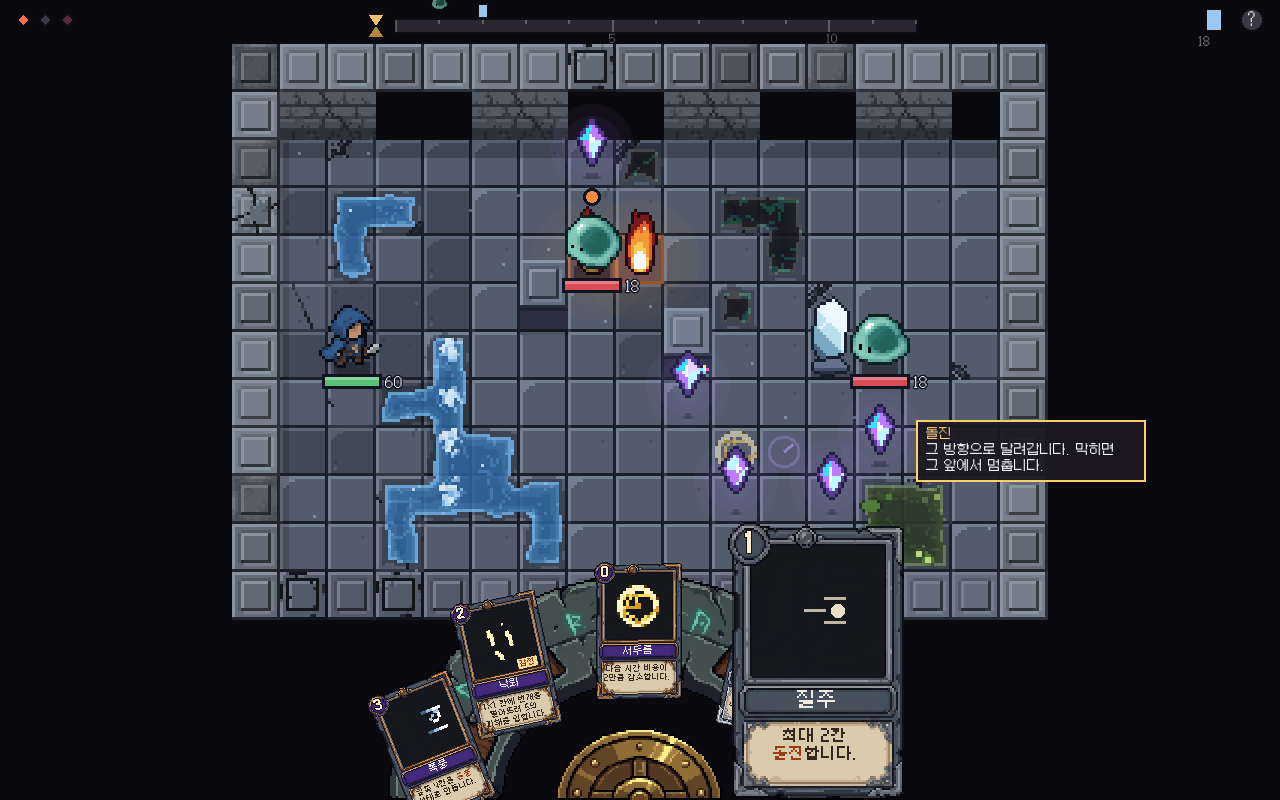 5
10
18
?
18
60
18
돌진
그 방향으로 달려갑니다. 막히면
그 앞에서 멈춥니다.
1
질주
최대 2칸
돌진합니다.
0
서두름
다음 시간 비용이
2만큼 감소합니다.
2
낙뢰
3
폭풍